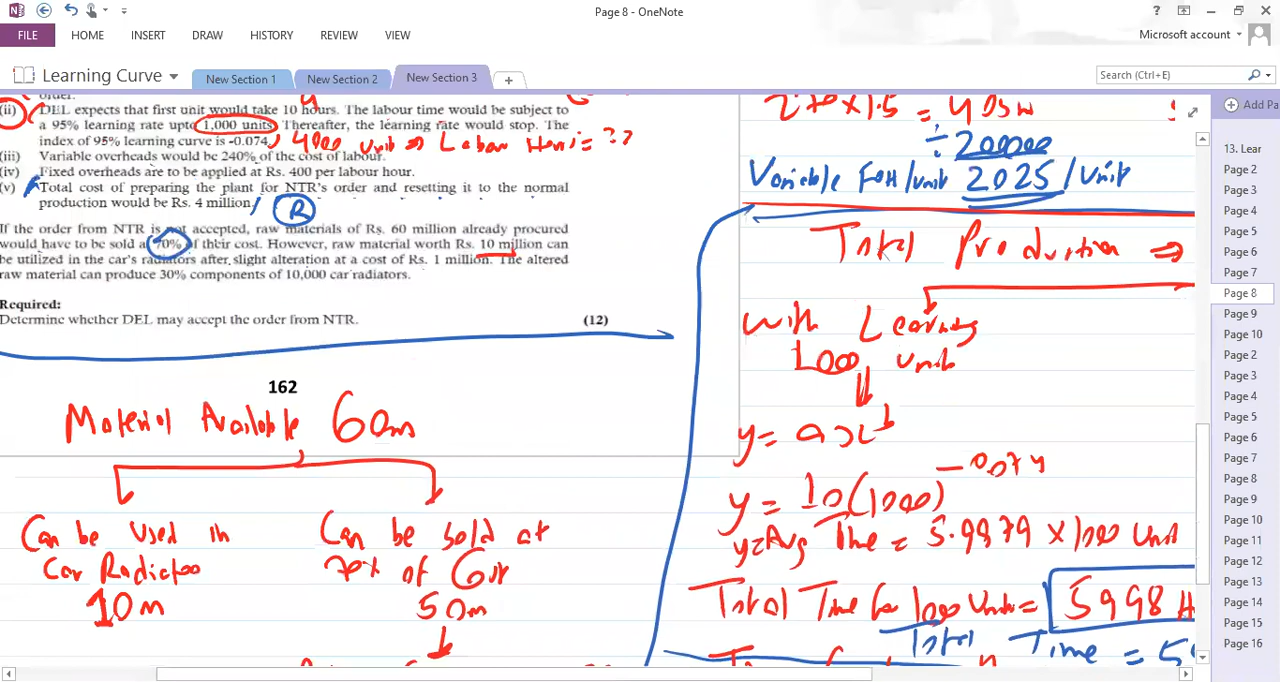 Page 8 - OneNote
FILE HOME INSERT DRAW HISTORY REVIEW VIEW
Microsoft account
Learning Curve
New Section 1 New Section 2 New Section 3
Search (Ctrl+E)
order.
(ii) DEL expects that first unit would take 10 hours. The labour time would be subject
to a 95% learning rate upto 1,000 units. Thereafter, the learning rate would stop. The
index of 95% learning curve is -0.074.
4000 unit ⇒ Labour Hours = ??
(iii) Variable overheads would be 240% of the cost of labour.
(iv) Fixed overheads are to be applied at Rs. 400 per labour hour.
(v) Total cost of preparing the plant for NTR's order and resetting it to the normal
production would be Rs. 4 million.
R
If the order from NTR is not accepted, raw materials of Rs. 60 million already procured
would have to be sold at 70% of their cost. However, raw material worth Rs. 10 million can
be utilized in the car's radiators after slight alteration at a cost of Rs. 1 million. The altered
raw material can produce 30% components of 10,000 car radiators.
Required:
Determine whether DEL may accept the order from NTR. (12)
162
Material Available 60m
Can be used in
Car Radiator
10m
Can be sold at
70% of Cost
50m
270 x 1.5 = 405m
÷ 200000
Variable FOH/unit 2025/unit
Total Production ⇒
With Learning
1000 unit
y = ax
y = 10(1000) -0.074
y = Avg Time = 5.9979 x 1000 Unit
Total Time for 1000 Units = 5998 H
Total Time = 5
Add Pa
13. Lear
Page 2
Page 3
Page 4
Page 5
Page 6
Page 7
Page 8
Page 9
Page 10
Page 2
Page 3
Page 4
Page 5
Page 6
Page 7
Page 8
Page 9
Page 10
Page 11
Page 12
Page 13
Page 14
Page 15
Page 16